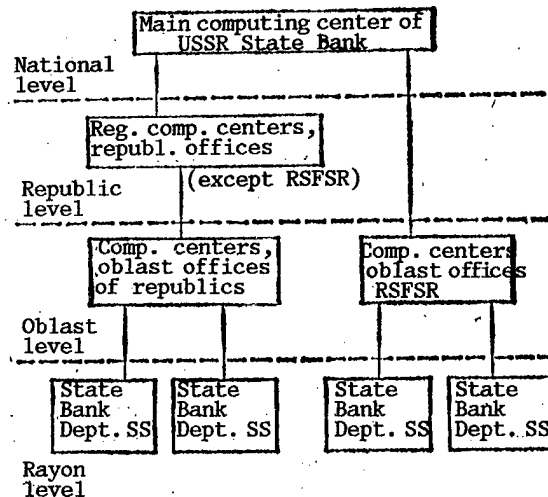 Main computing center of
USSR State Bank
National
level
Reg. comp. centers,
republ. offices
(except RSFSR)
Republic
level
Comp. centers,
oblast offices
of republics
Comp. centers
oblast offices
RSFSR
Oblast
level
State
Bank
Dept. SS
State
Bank
Dept. SS
State
Bank
Dept. SS
State
Bank
Dept. SS
Rayon
level